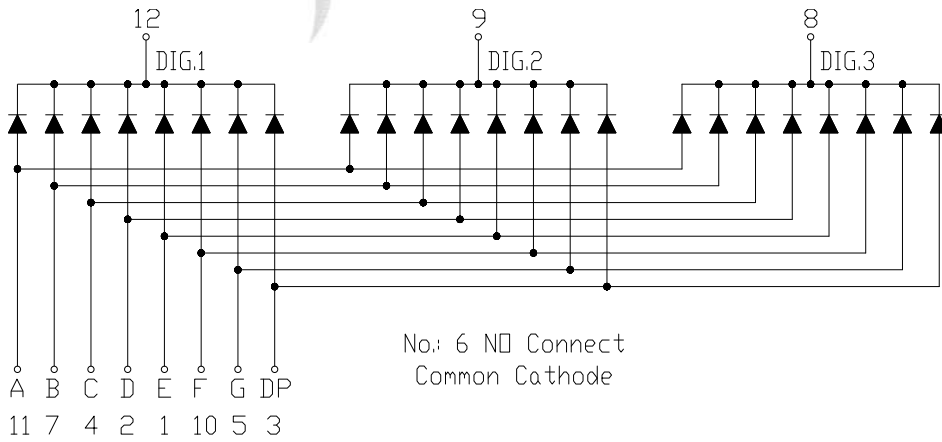 12 9 8
DIG.1 DIG.2 DIG.3
No.: 6 NO Connect
Common Cathode
A B C D E F G DP
11 7 4 2 1 10 5 3